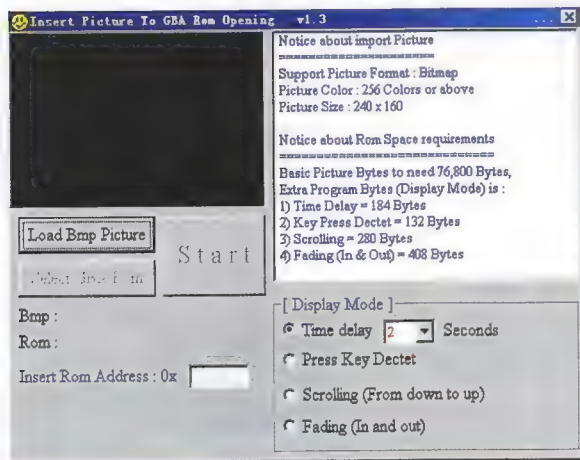 Insert Picture To GBA Rom Opening v1.3
Notice about import Picture
Support Picture Format : Bitmap
Picture Color : 256 Colors or above
Picture Size : 240 x 160
Notice about Rom Space requirements
Basic Picture Bytes to need 76,800 Bytes,
Extra Program Bytes (Display Mode) is :
1) Time Delay = 184 Bytes
2) Key Press Dectet = 132 Bytes
3) Scrolling = 280 Bytes
4) Fading (In & Out) = 408 Bytes
Load Bmp Picture
Start
Bmp :
Rom :
Insert Rom Address : 0x
[ Display Mode ]
Time delay 2 Seconds
Press Key Dectet
Scrolling (From down to up)
Fading (In and out)